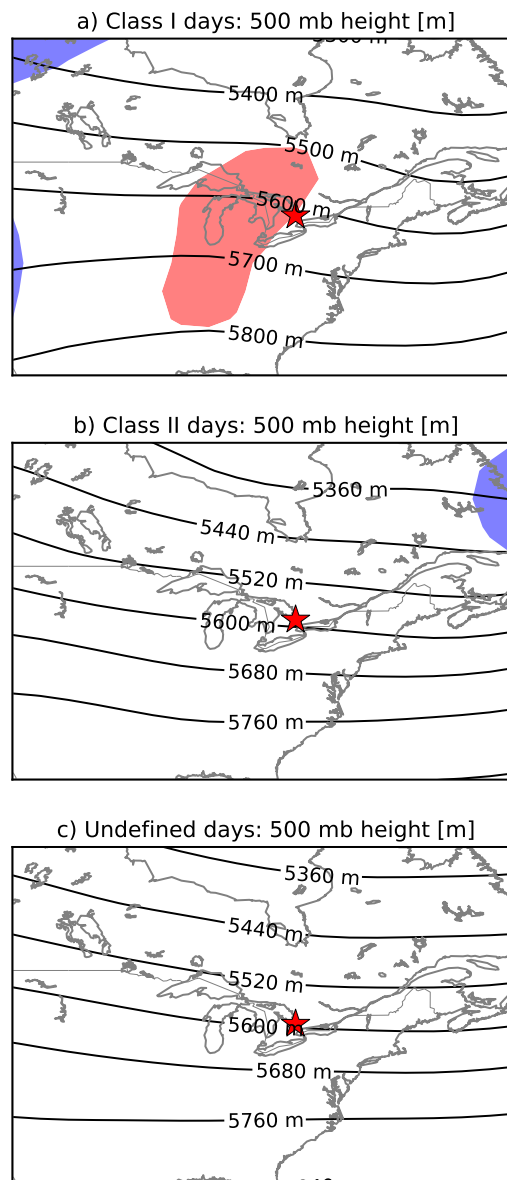 a) Class I days: 500 mb height [m]
5400 m
5500 m
5600 m
5700 m
5800 m
b) Class II days: 500 mb height [m]
5360 m
5440 m
5520 m
5600 m
5680 m
5760 m
c) Undefined days: 500 mb height [m]
5360 m
5440 m
5520 m
5600
5680 m
5760 m